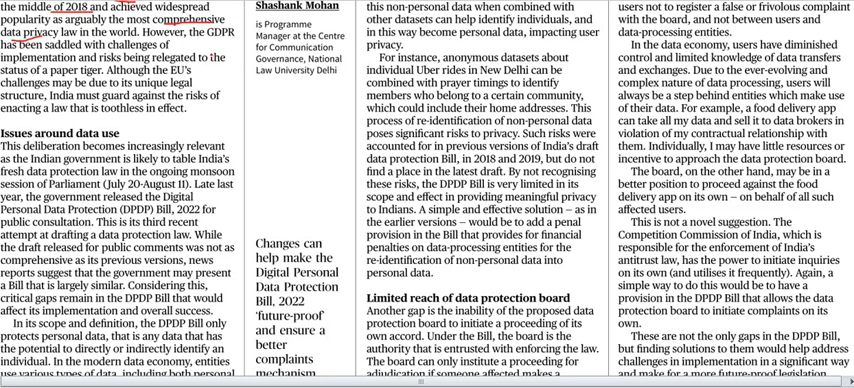 the middle of 2018 and achieved widespread
popularity as arguably the most comprehensive
data privacy law in the world. However, the GDPR
has been saddled with challenges of
implementation and risks being relegated to the
status of a paper tiger. Although the EU's
challenges may be due to its unique legal
structure, India must guard against the risks of
enacting a law that is toothless in effect.
Issues around data use
This deliberation becomes increasingly relevant
as the Indian government is likely to table India's
fresh data protection law in the ongoing monsoon
session of Parliament (July 20-August 11). Late last
year, the government released the Digital
Personal Data Protection (DPDP) Bill, 2022 for
public consultation. This is its third recent
attempt at drafting a data protection law. While
the draft released for public comments was not as
comprehensive as its previous versions, news
reports suggest that the government may present
a Bill that is largely similar. Considering this,
critical gaps remain in the DPDP Bill that would
affect its implementation and overall success.
In its scope and definition, the DPDP Bill only
protects personal data, that is any data that has
the potential to directly or indirectly identify an
individual. In the modern data economy, entities
use various types of data, including both personal
Shashank Mohan
is Programme
Manager at the Centre
for Communication
Governance, National
Law University Delhi
Changes can
help make the
Digital Personal
Data Protection
Bill, 2022
'future-proof'
and ensure a
better
complaints
mechanism
this non-personal data when combined with
other datasets can help identify individuals, and
in this way become personal data, impacting user
privacy.
For instance, anonymous datasets about
individual Uber rides in New Delhi can be
combined with prayer timings to identify
members who belong to a certain community,
which could include their home addresses. This
process of re-identification of non-personal data
poses significant risks to privacy. Such risks were
accounted for in previous versions of India's draft
data protection Bill, in 2018 and 2019, but do not
find a place in the latest draft. By not recognising
these risks, the DPDP Bill is very limited in its
scope and effect in providing meaningful privacy
to Indians. A simple and effective solution — as in
the earlier versions — would be to add a penal
provision in the Bill that provides for financial
penalties on data-processing entities for the
re-identification of non-personal data into
personal data.
Limited reach of data protection board
Another gap is the inability of the proposed data
protection board to initiate a proceeding of its
own accord. Under the Bill, the board is the
authority that is entrusted with enforcing the law.
The board can only institute a proceeding for
adjudication if someone affected makes a
users not to register a false or frivolous complaint
with the board, and not between users and
data-processing entities.
In the data economy, users have diminished
control and limited knowledge of data transfers
and exchanges. Due to the ever-evolving and
complex nature of data processing, users will
always be a step behind entities which make use
of their data. For example, a food delivery app
can take all my data and sell it to data brokers in
violation of my contractual relationship with
them. Individually, I may have little resources or
incentive to approach the data protection board.
The board, on the other hand, may be in a
better position to proceed against the food
delivery app on its own — on behalf of all such
affected users.
This is not a novel suggestion. The
Competition Commission of India, which is
responsible for the enforcement of India's
antitrust law, has the power to initiate inquiries
on its own (and utilises it frequently). Again, a
simple way to do this would be to have a
provision in the DPDP Bill that allows the data
protection board to initiate complaints on its
own.
These are not the only gaps in the DPDP Bill,
but finding solutions to them would help address
challenges in implementation in a significant way
and make for a more future-proof legislation.